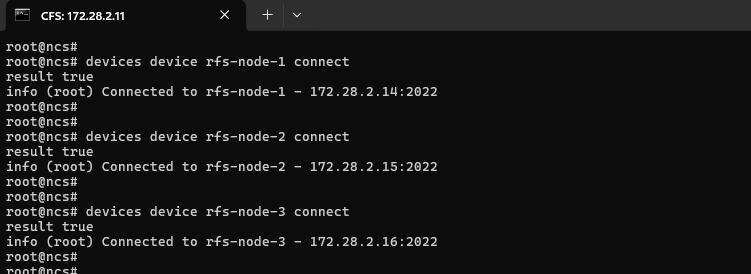 CFS: 172.28.2.11
root@ncs#
root@ncs# devices device rfs-node-1 connect
result true
info (root) Connected to rfs-node-1 - 172.28.2.14:2022
root@ncs#
root@ncs#
root@ncs# devices device rfs-node-2 connect
result true
info (root) Connected to rfs-node-2 - 172.28.2.15:2022
root@ncs#
root@ncs#
root@ncs# devices device rfs-node-3 connect
result true
info (root) Connected to rfs-node-3 - 172.28.2.16:2022
root@ncs#
root@ncs#